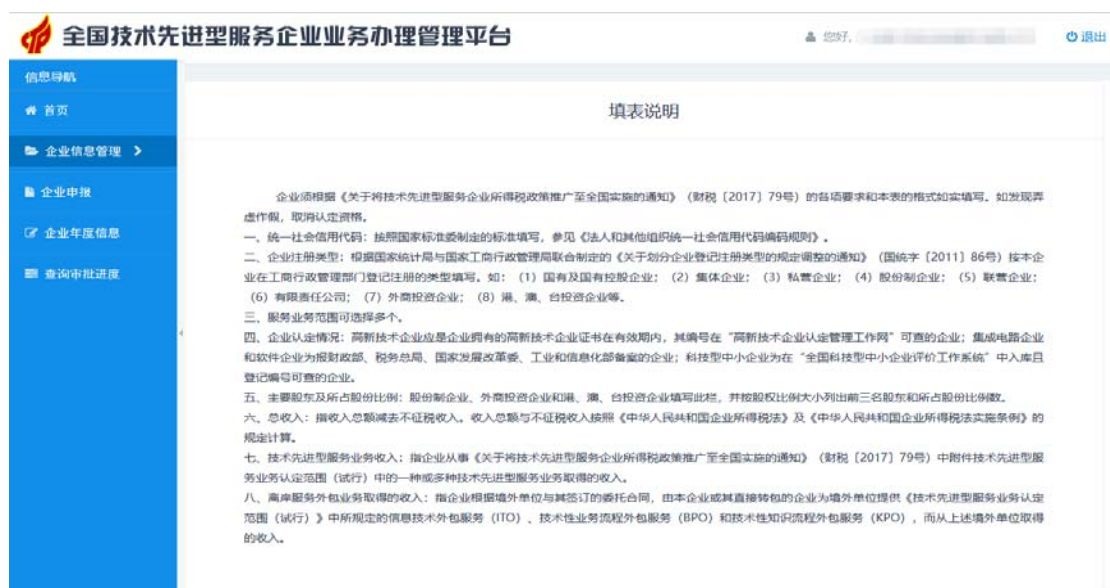 全国技术先进型服务企业业务办理管理平台
您好,
退出
信息导航
首页
企业信息管理
企业申报
企业年度信息
查询审批进度
填表说明
企业须根据《关于将技术先进型服务企业所得税政策推广至全国实施的通知》（财税〔2017〕79号）的各项要求和本表的格式如实填写。如发现弄
虚作假，取消认定资格。
一、统一社会信用代码：按照国家标准委制定的标准填写，参见《法人和其他组织统一社会信用代码编码规则》。
二、企业注册类型：根据国家统计局与国家工商行政管理局联合制定的《关于划分企业登记注册类型的规定调整的通知》（国统字〔2011〕86号）按本企
业在工商行政管理部门登记注册的类型填写。如：（1）国有及国有控股企业；（2）集体企业；（3）私营企业；（4）股份制企业；（5）联营企业；
（6）有限责任公司；（7）外商投资企业；（8）港、澳、台投资企业等。
三、服务业务范围可选择多个。
四、企业认定情况：高新技术企业应是企业拥有的高新技术企业证书在有效期内，其编号在“高新技术企业认定管理工作网”可查的企业；集成电路企业
和软件企业为报财政部、税务总局、国家发展改革委、工业和信息化部备案的企业；科技型中小企业为在“全国科技型中小企业评价工作系统”中入库且
登记编号可查的企业。
五、主要股东及所占股份比例：股份制企业、外商投资企业和港、澳、台投资企业填写此栏，并按股权比例大小列出前三名股东和所占股份比例数。
六、总收入：指收入总额减去不征税收入。收入总额与不征税收入按照《中华人民共和国企业所得税法》及《中华人民共和国企业所得税法实施条例》的
规定计算。
七、技术先进型服务业务收入：指企业从事《关于将技术先进型服务企业所得税政策推广至全国实施的通知》（财税〔2017〕79号）中附件技术先进型服
务业务认定范围（试行）中的一种或多种技术先进型服务业务取得的收入。
八、离岸服务外包业务取得的收入：指企业根据境外单位与其签订的委托合同，由本企业或其直接转包的企业为境外单位提供《技术先进型服务业务认定
范围（试行）》中所规定的信息技术外包服务（ITO）、技术性业务流程外包服务（BPO）和技术性知识流程外包服务（KPO），而从上述境外单位取得
的收入。